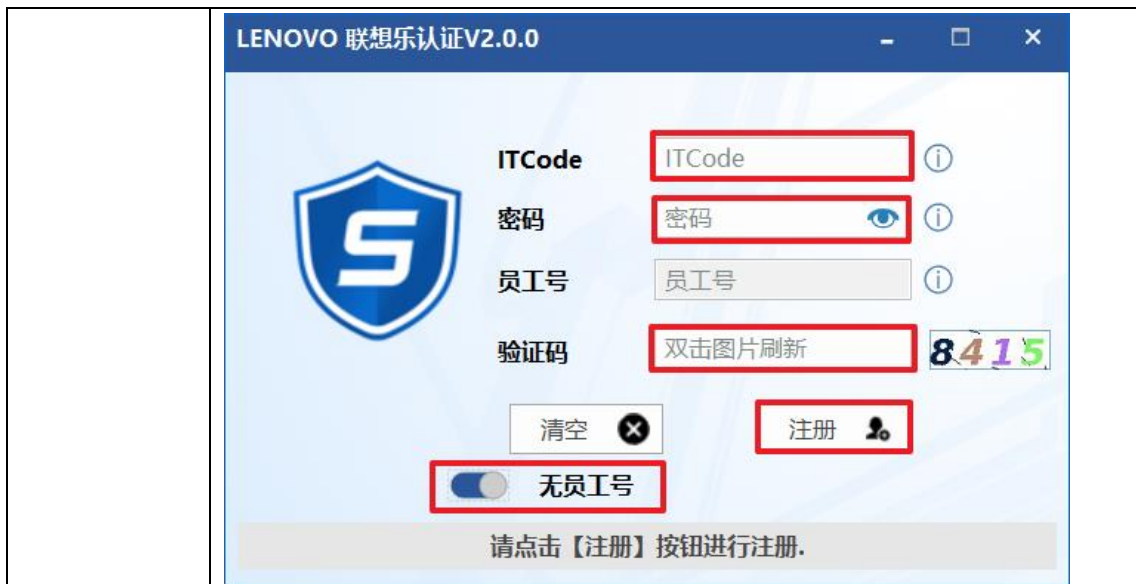 LENOVO 联想乐认证V2.0.0
ITCode ITCode
密码 密码
员工号 员工号
验证码 双击图片刷新 8415
清空 注册
无员工号
请点击【注册】按钮进行注册.